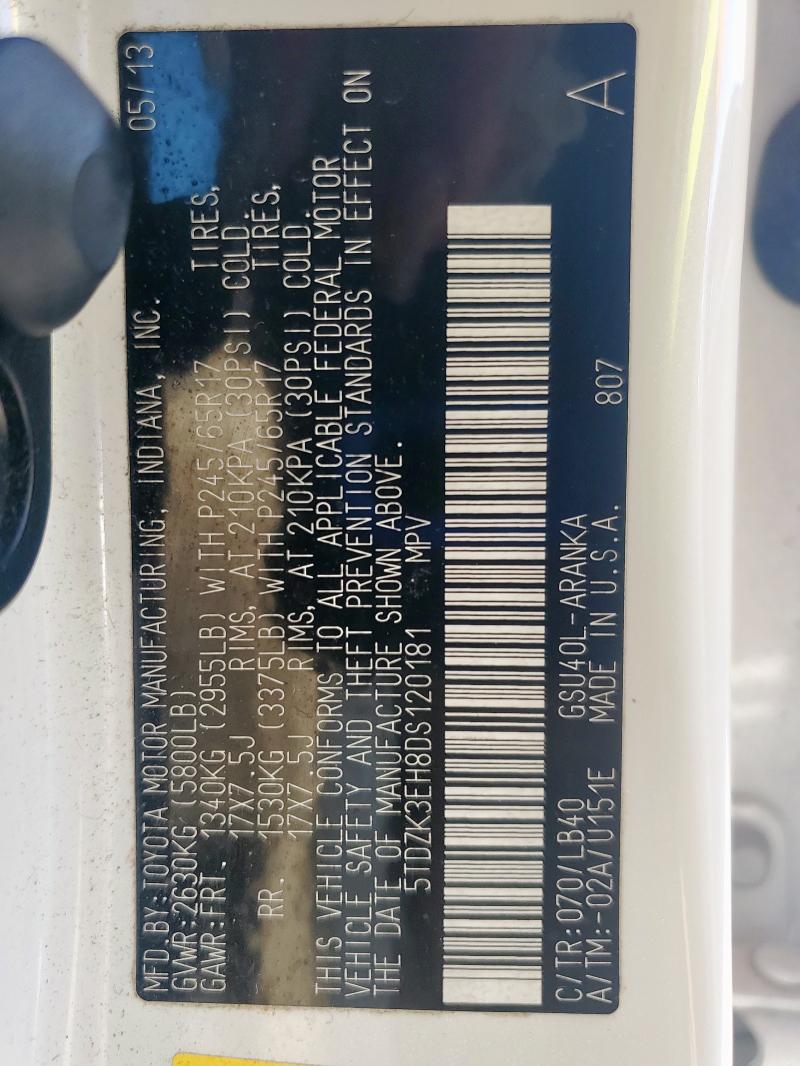 MFD.BY:TOYOTA MOTOR MANUFACTURING, INDIANA, INC. 05/13
GVWR:2630KG (5800LB)
GAWR:FRT. 1340KG (2955LB) WITH P245/65R17 TIRES,
17X7.5J RIMS, AT 210KPA (30PSI) COLD.
RR. 1530KG (3375LB) WITH P245/65R17 TIRES,
17X7.5J RIMS, AT 210KPA (30PSI) COLD.
THIS VEHICLE CONFORMS TO ALL APPLICABLE FEDERAL MOTOR
VEHICLE SAFETY AND THEFT PREVENTION STANDARDS IN EFFECT ON
THE DATE OF MANUFACTURE SHOWN ABOVE.
5TDZK3EH8DS120181 MPV
C/TR:070/LB40 GSU40L-ARANKA A
A/TM:-02A/U151E MADE IN U.S.A. 807